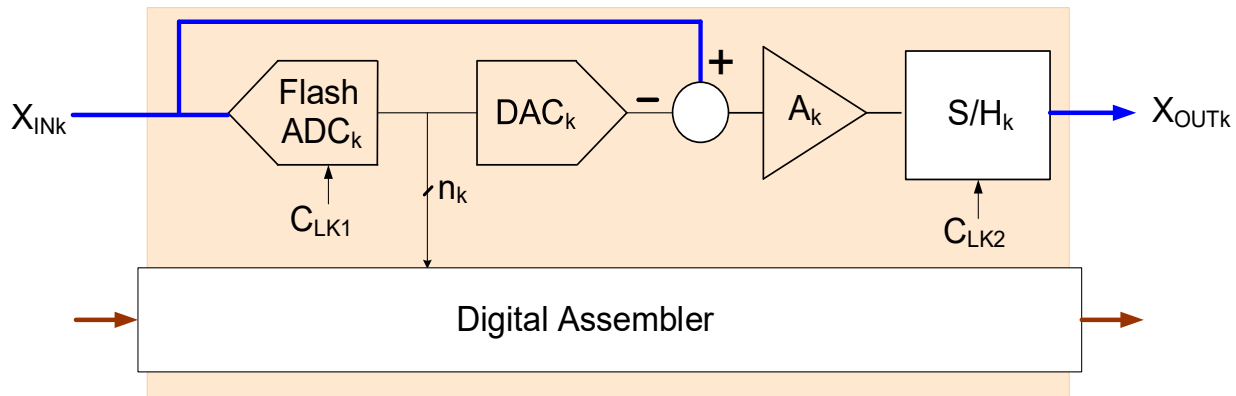 X_INk
Flash
ADC_k
DAC_k
−
+
A_k
S/H_k
X_OUTk
C_LK1
n_k
C_LK2
Digital Assembler